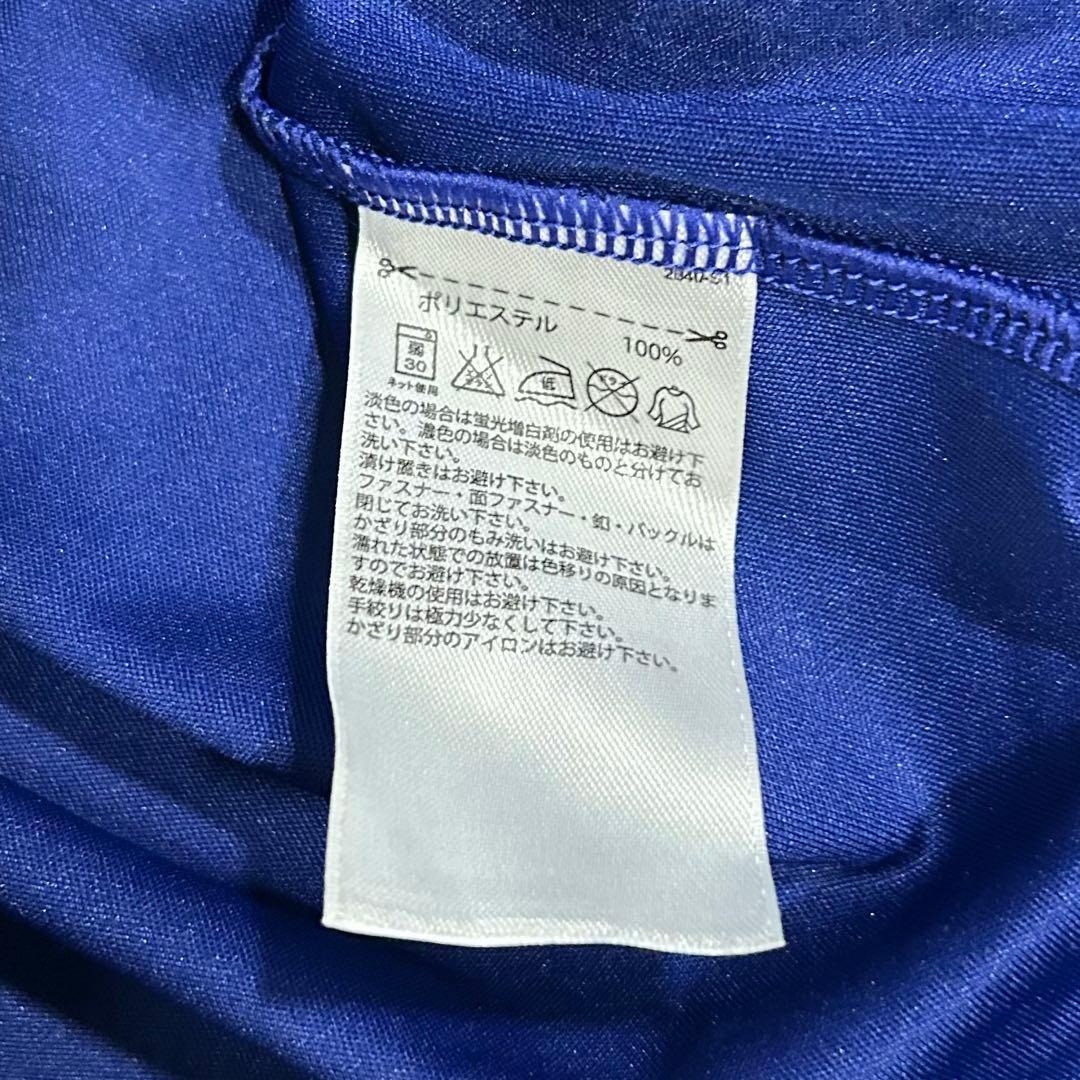 ポリエステル
100%
弱
30
ネット使用
エンソ
サラシ
低
ドライ
淡色の場合は蛍光増白剤の使用はお避け下
さい。濃色の場合は淡色のものと分けてお
洗い下さい。
漬け置きはお避け下さい。
ファスナー・面ファスナー・釦・バックルは
閉じてお洗い下さい。
かざり部分のもみ洗いはお避け下さい。
濡れた状態での放置は色移りの原因となりま
すのでお避け下さい。
乾燥機の使用はお避け下さい。
手絞りは極力少なくして下さい。
かざり部分のアイロンはお避け下さい。